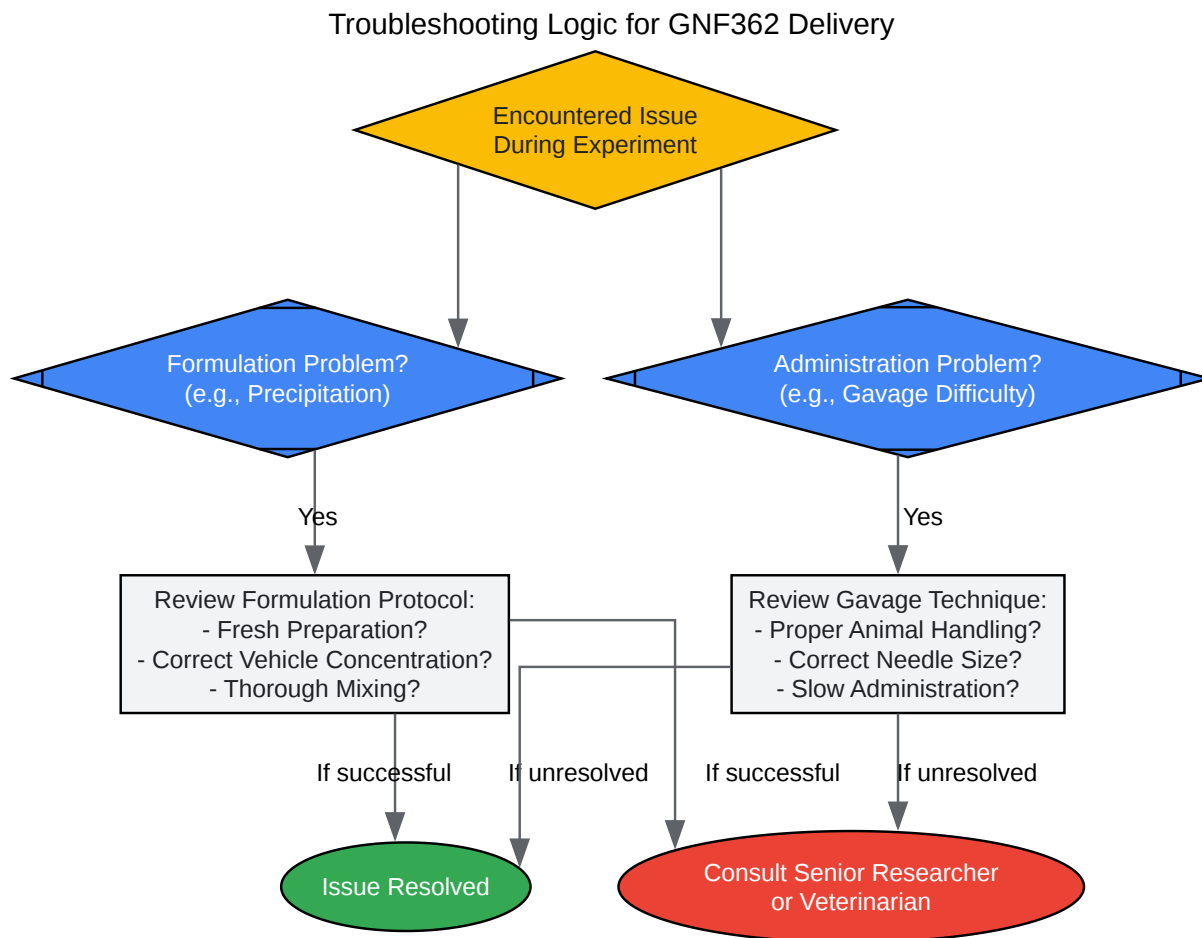 Troubleshooting Logic for GNF362 Delivery
Encountered Issue
During Experiment
Formulation Problem?
(e.g., Precipitation)
Administration Problem?
(e.g., Gavage Difficulty)
Yes
Yes
Review Formulation Protocol:
- Fresh Preparation?
- Correct Vehicle Concentration?
- Thorough Mixing?
Review Gavage Technique:
- Proper Animal Handling?
- Correct Needle Size?
- Slow Administration?
If successful
If unresolved
If successful
If unresolved
Issue Resolved
Consult Senior Researcher
or Veterinarian